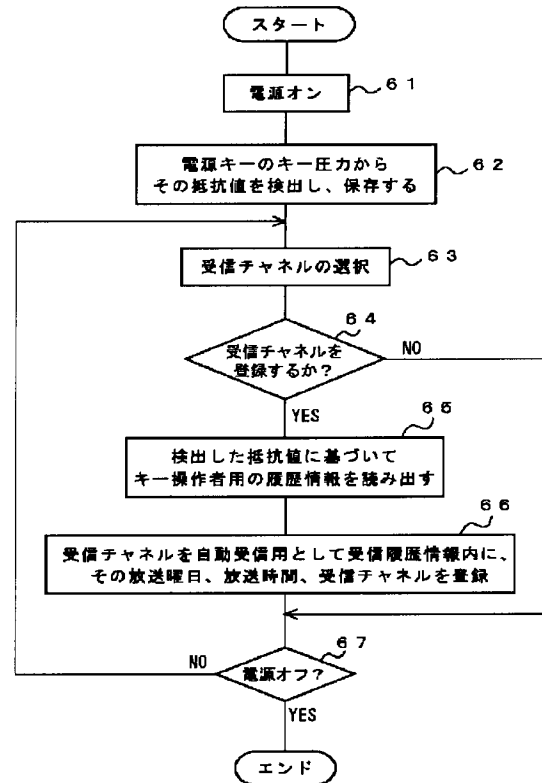 スタート
電源オン
61
電源キーのキー圧力から
その抵抗値を検出し、保存する
62
受信チャネルの選択
63
64
受信チャネルを
登録するか?
NO
YES
65
検出した抵抗値に基づいて
キー操作者用の履歴情報を読み出す
66
受信チャネルを自動受信用として受信履歴情報内に、
その放送曜日、放送時間、受信チャネルを登録
67
NO
電源オフ?
YES
エンド